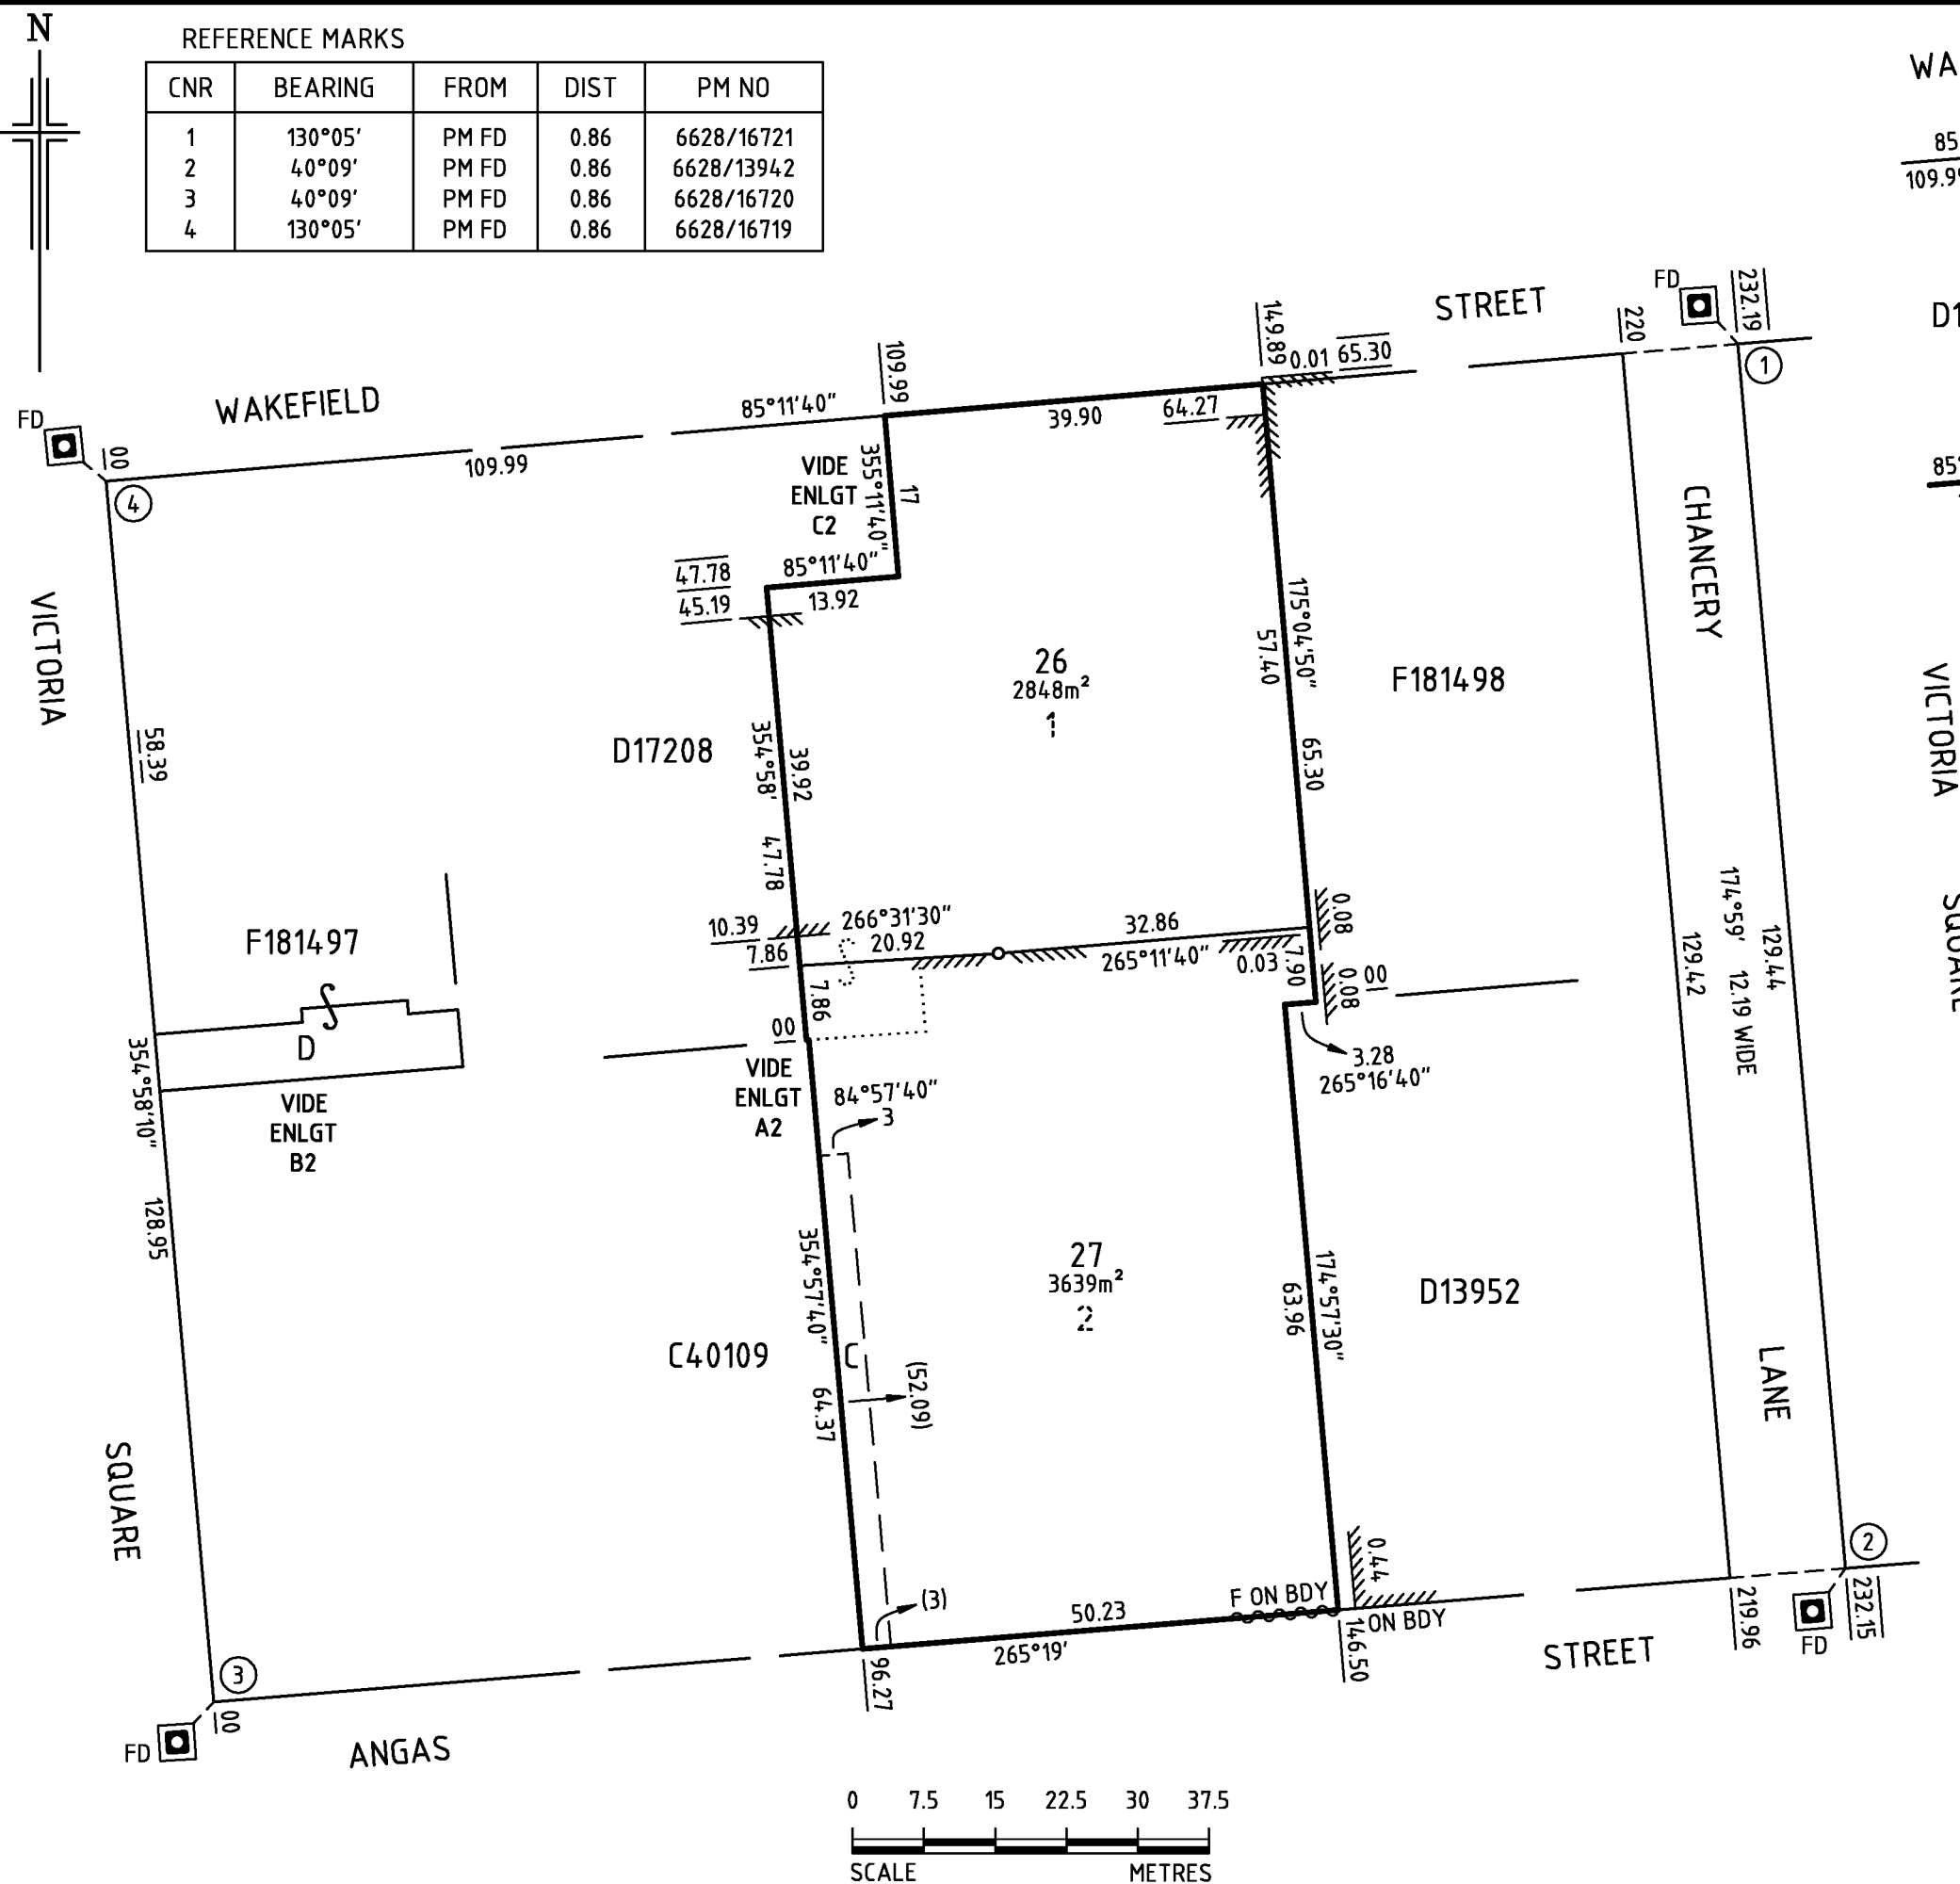 N
REFERENCE MARKS
CNR BEARING FROM DIST PM NO
1 130°05' PM FD 0.86 6628/16721
2 40°09' PM FD 0.86 6628/13942
3 40°09' PM FD 0.86 6628/16720
4 130°05' PM FD 0.86 6628/16719
WA
85
109.9
D1
85°
VICTORIA
SQUARE
FD
232.19
1
220
STREET
149.89
0.01 65.30
109.99
85°11'40"
39.90
64.27
WAKEFIELD
FD
00
4
109.99
VIDE
ENLGT
C2
355°11'40"
17
85°11'40"
13.92
47.78
45.19
VICTORIA
58.39
D17208
354°58'
39.92
47.78
26
2848m²
1
175°04'50"
57.40
65.30
F181498
CHANCERY
F181497
D
VIDE
ENLGT
B2
354°58'10"
128.95
10.39
7.86
266°31'30"
20.92
32.86
265°11'40"
0.03
7.90
0.08
0.08
00
7.86
00
VIDE
ENLGT
A2
84°57'40"
3
3.28
265°16'40"
129.42
174°59' 12.19 WIDE
129.44
354°57'40"
64.37
C40109
C
(52.09)
27
3639m²
2
174°57'30"
63.96
D13952
LANE
SQUARE
(3)
50.23
265°19'
F ON BDY
0.44
ON BDY
146.50
96.27
STREET
219.96
232.15
2
FD
3
00
FD
ANGAS
0 7.5 15 22.5 30 37.5
SCALE METRES